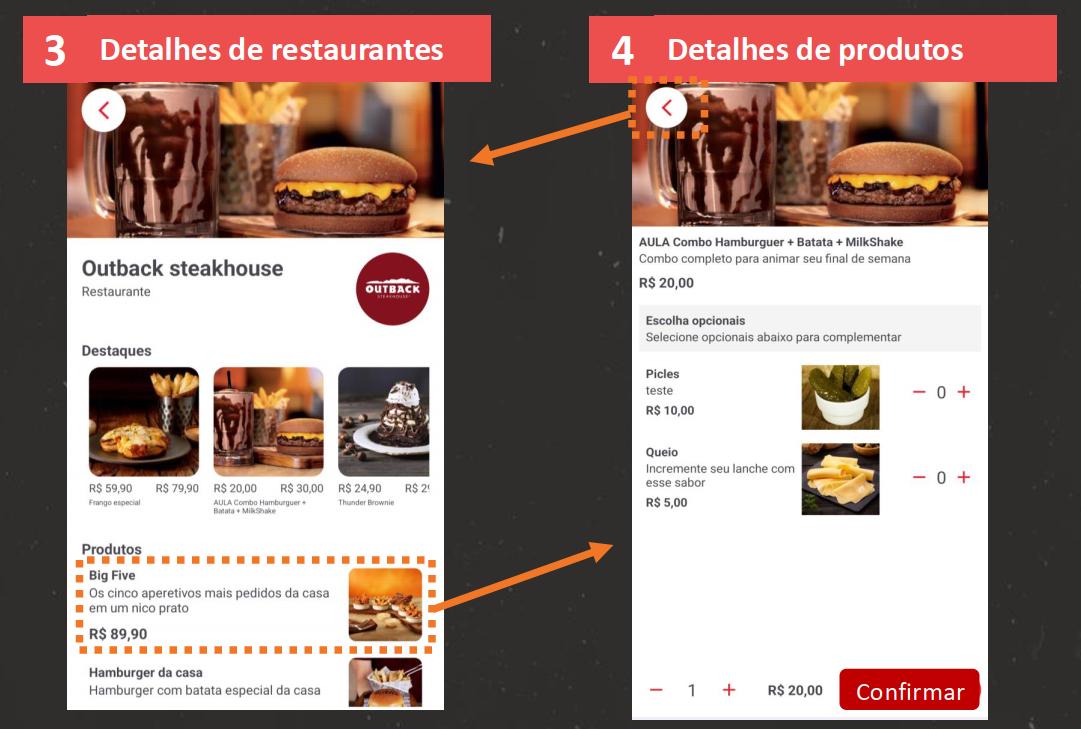 3 Detalhes de restaurantes
Outback steakhouse
Restaurante
OUTBACK
STEAKHOUSE
Destaques
R$ 59,90 R$ 79,90
Frango especial
R$ 20,00 R$ 30,00
AULA Combo Hamburguer +
Batata + MilkShake
R$ 24,90 R$ 29
Thunder Brownie
Produtos
Big Five
Os cinco aperetivos mais pedidos da casa
em um nico prato
R$ 89,90
Hamburger da casa
Hamburger com batata especial da casa
4 Detalhes de produtos
AULA Combo Hamburguer + Batata + MilkShake
Combo completo para animar seu final de semana
R$ 20,00
Escolha opcionais
Selecione opcionais abaixo para complementar
Picles
teste
R$ 10,00
− 0 +
Queio
Incremente seu lanche com
esse sabor
R$ 5,00
− 0 +
− 1 + R$ 20,00 Confirmar